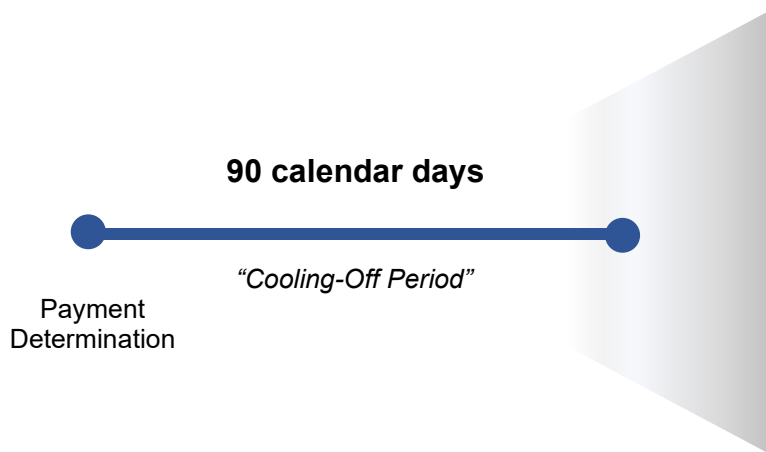 90 calendar days
“Cooling-Off Period”
Payment
Determination